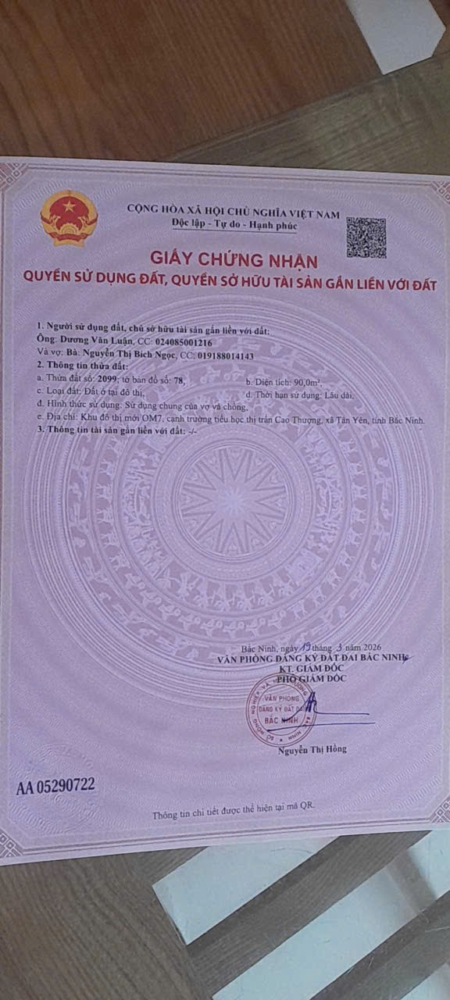 CỘNG HÒA XÃ HỘI CHỦ NGHĨA VIỆT NAM
Độc lập - Tự do - Hạnh phúc
GIẤY CHỨNG NHẬN
QUYỀN SỬ DỤNG ĐẤT, QUYỀN SỞ HỮU TÀI SẢN GẮN LIỀN VỚI ĐẤT
1. Người sử dụng đất, chủ sở hữu tài sản gắn liền với đất:
Ông: Dương Văn Luận, CC: 024085001216
Và vợ: Bà: Nguyễn Thị Bích Ngọc, CC: 019188014143
2. Thông tin thửa đất:
a. Thửa đất số: 2099; tờ bản đồ số: 78, b. Diện tích: 90,0m²,
c. Loại đất: Đất ở tại đô thị, d. Thời hạn sử dụng: Lâu dài,
đ. Hình thức sử dụng: Sử dụng chung của vợ và chồng,
e. Địa chỉ: Khu đô thị mới OM7, cạnh trường tiểu học thị trấn Cao Thượng, xã Tân Yên, tỉnh Bắc Ninh.
3. Thông tin tài sản gắn liền với đất: -/-
Bắc Ninh, ngày 19 tháng 3 năm 2026
VĂN PHÒNG ĐĂNG KÝ ĐẤT ĐAI BẮC NINH
KT. GIÁM ĐỐC
PHÓ GIÁM ĐỐC
VĂN PHÒNG
ĐĂNG KÝ ĐẤT ĐAI
BẮC NINH
Nguyễn Thị Hồng
AA 05290722
Thông tin chi tiết được thể hiện tại mã QR.